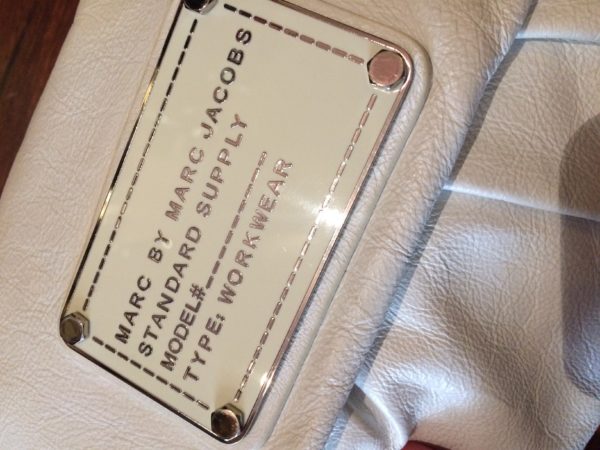 MARC BY MARC JACOBS
STANDARD SUPPLY
MODEL#
TYPE: WORKWEAR